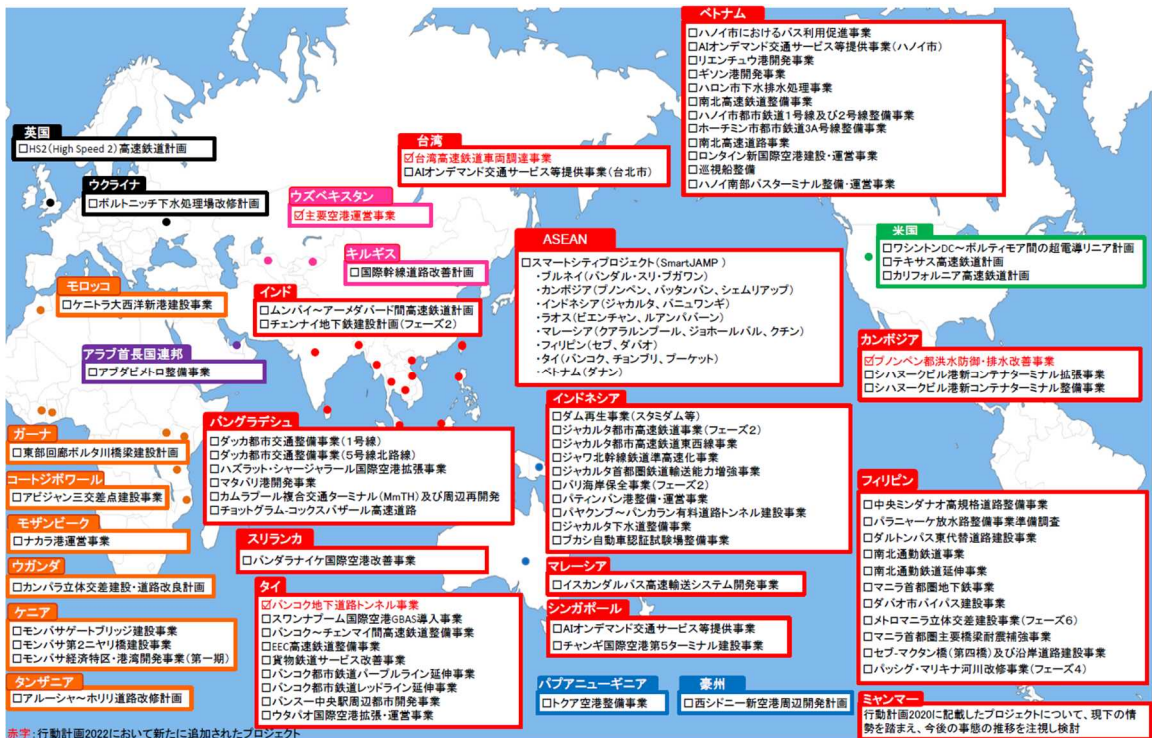 ベトナム
□ハノイ市におけるバス利用促進事業
□AIオンデマンド交通サービス等提供事業(ハノイ市)
□リエンチュウ港開発事業
□ギソン港開発事業
□ハロン市下水排水処理事業
□南北高速鉄道整備事業
□ハノイ市都市鉄道1号線及び2号線整備事業
□ホーチミン市都市鉄道3A号線整備事業
□南北高速道路事業
□ロンタイン新国際空港建設・運営事業
□巡視船整備
□ハノイ南部バスターミナル整備・運営事業
英国
□HS2(High Speed 2)高速鉄道計画
台湾
☑台湾高速鉄道車両調達事業
□AIオンデマンド交通サービス等提供事業(台北市)
ウクライナ
□ボルトニッチ下水処理場改修計画
ウズベキスタン
☑主要空港運営事業
キルギス
□国際幹線道路改善計画
米国
□ワシントンDC～ボルティモア間の超電導リニア計画
□テキサス高速鉄道計画
□カリフォルニア高速鉄道計画
ASEAN
□スマートシティプロジェクト(SmartJAMP )
・ブルネイ(バンダル・スリ・ブガワン)
・カンボジア(プノンペン、バッタンバン、シェムリアップ)
・インドネシア(ジャカルタ、バニュワンギ)
・ラオス(ビエンチャン、ルアンパバーン)
・マレーシア(クアラルンプール、ジョホールバル、クチン)
・フィリピン(セブ、ダバオ)
・タイ(バンコク、チョンブリ、プーケット)
・ベトナム(ダナン)
モロッコ
□ケニトラ大西洋新港建設事業
インド
□ムンバイ～アーメダバード間高速鉄道計画
□チェンナイ地下鉄建設計画(フェーズ2)
アラブ首長国連邦
□アブダビメトロ整備事業
カンボジア
☑プノンペン都洪水防御・排水改善事業
□シハヌークビル港新コンテナターミナル拡張事業
□シハヌークビル港新コンテナターミナル整備事業
ガーナ
□東部回廊ボルタ川橋梁建設計画
コートジボワール
□アビジャン三交差点建設事業
モザンビーク
□ナカラ港運営事業
ウガンダ
□カンパラ立体交差建設・道路改良計画
ケニア
□モンバサゲートブリッジ建設事業
□モンバサ第2ニヤリ橋建設事業
□モンバサ経済特区・港湾開発事業(第一期)
タンザニア
□アルーシャ～ホリリ道路改修計画
バングラデシュ
□ダッカ都市交通整備事業(1号線)
□ダッカ都市交通整備事業(5号線北路線)
□ハズラット・シャージャラール国際空港拡張事業
□マタバリ港開発事業
□カムラプール複合交通ターミナル(MmTH)及び周辺再開発
□チョットグラム-コックスバザール高速道路
スリランカ
□バンダラナイケ国際空港改善事業
タイ
☑バンコク地下道路トンネル事業
□スワンナプーム国際空港GBAS導入事業
□バンコク～チェンマイ間高速鉄道整備事業
□EEC高速鉄道整備事業
□貨物鉄道サービス改善事業
□バンコク都市鉄道パープルライン延伸事業
□バンコク都市鉄道レッドライン延伸事業
□バンスー中央駅周辺都市開発事業
□ウタパオ国際空港拡張・運営事業
インドネシア
□ダム再生事業(スタミダム等)
□ジャカルタ都市高速鉄道事業(フェーズ2)
□ジャカルタ都市高速鉄道東西線事業
□ジャワ北幹線鉄道準高速化事業
□ジャカルタ首都圏鉄道輸送能力増強事業
□バリ海岸保全事業(フェーズ2)
□パティンバン港整備・運営事業
□パヤクンブ～パンカラン有料道路トンネル建設事業
□ジャカルタ下水道整備事業
□ブカシ自動車認証試験場整備事業
マレーシア
□イスカンダルバス高速輸送システム開発事業
シンガポール
□AIオンデマンド交通サービス等提供事業
□チャンギ国際空港第5ターミナル建設事業
パプアニューギニア
□トクア空港整備事業
豪州
□西シドニー新空港周辺開発計画
フィリピン
□中央ミンダナオ高規格道路整備事業
□パラニャーケ放水路整備事業準備調査
□ダルトンパス東代替道路建設事業
□南北通勤鉄道事業
□南北通勤鉄道延伸事業
□マニラ首都圏地下鉄事業
□ダバオ市バイパス建設事業
□メトロマニラ立体交差建設事業(フェーズ6)
□マニラ首都圏主要橋梁耐震補強事業
□セブ-マクタン橋(第四橋)及び沿岸道路建設事業
□パッシグ・マリキナ河川改修事業(フェーズ4)
ミャンマー
行動計画2020に記載したプロジェクトについて、現下の情
勢を踏まえ、今後の事態の推移を注視し検討
赤字:行動計画2022において新たに追加されたプロジェクト